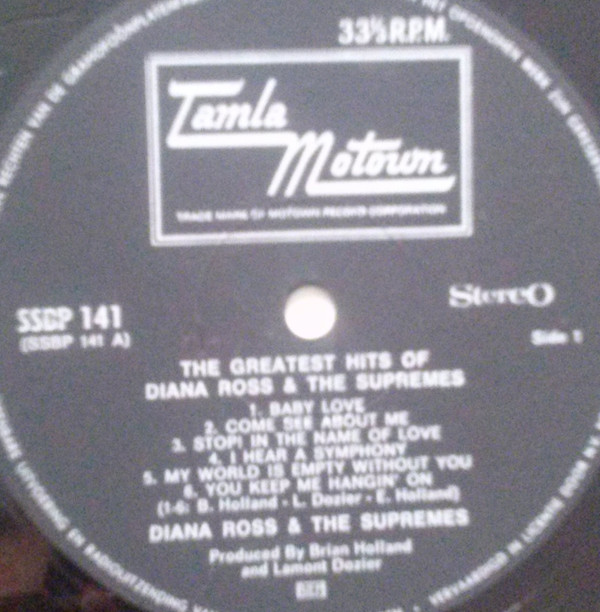 33⅓ R.P.M.
Tamla
Motown
TRADE MARK OF MOTOWN RECORD CORPORATION
SSBP 141
(SSBP 141 A)
Stereo
Side 1
THE GREATEST HITS OF
DIANA ROSS & THE SUPREMES
1. BABY LOVE
2. COME SEE ABOUT ME
3. STOP! IN THE NAME OF LOVE
4. I HEAR A SYMPHONY
5. MY WORLD IS EMPTY WITHOUT YOU
6. YOU KEEP ME HANGIN' ON
(1-6: B. Holland - L. Dozier - E. Holland)
DIANA ROSS & THE SUPREMES
Produced By Brian Holland
and Lamont Dozier